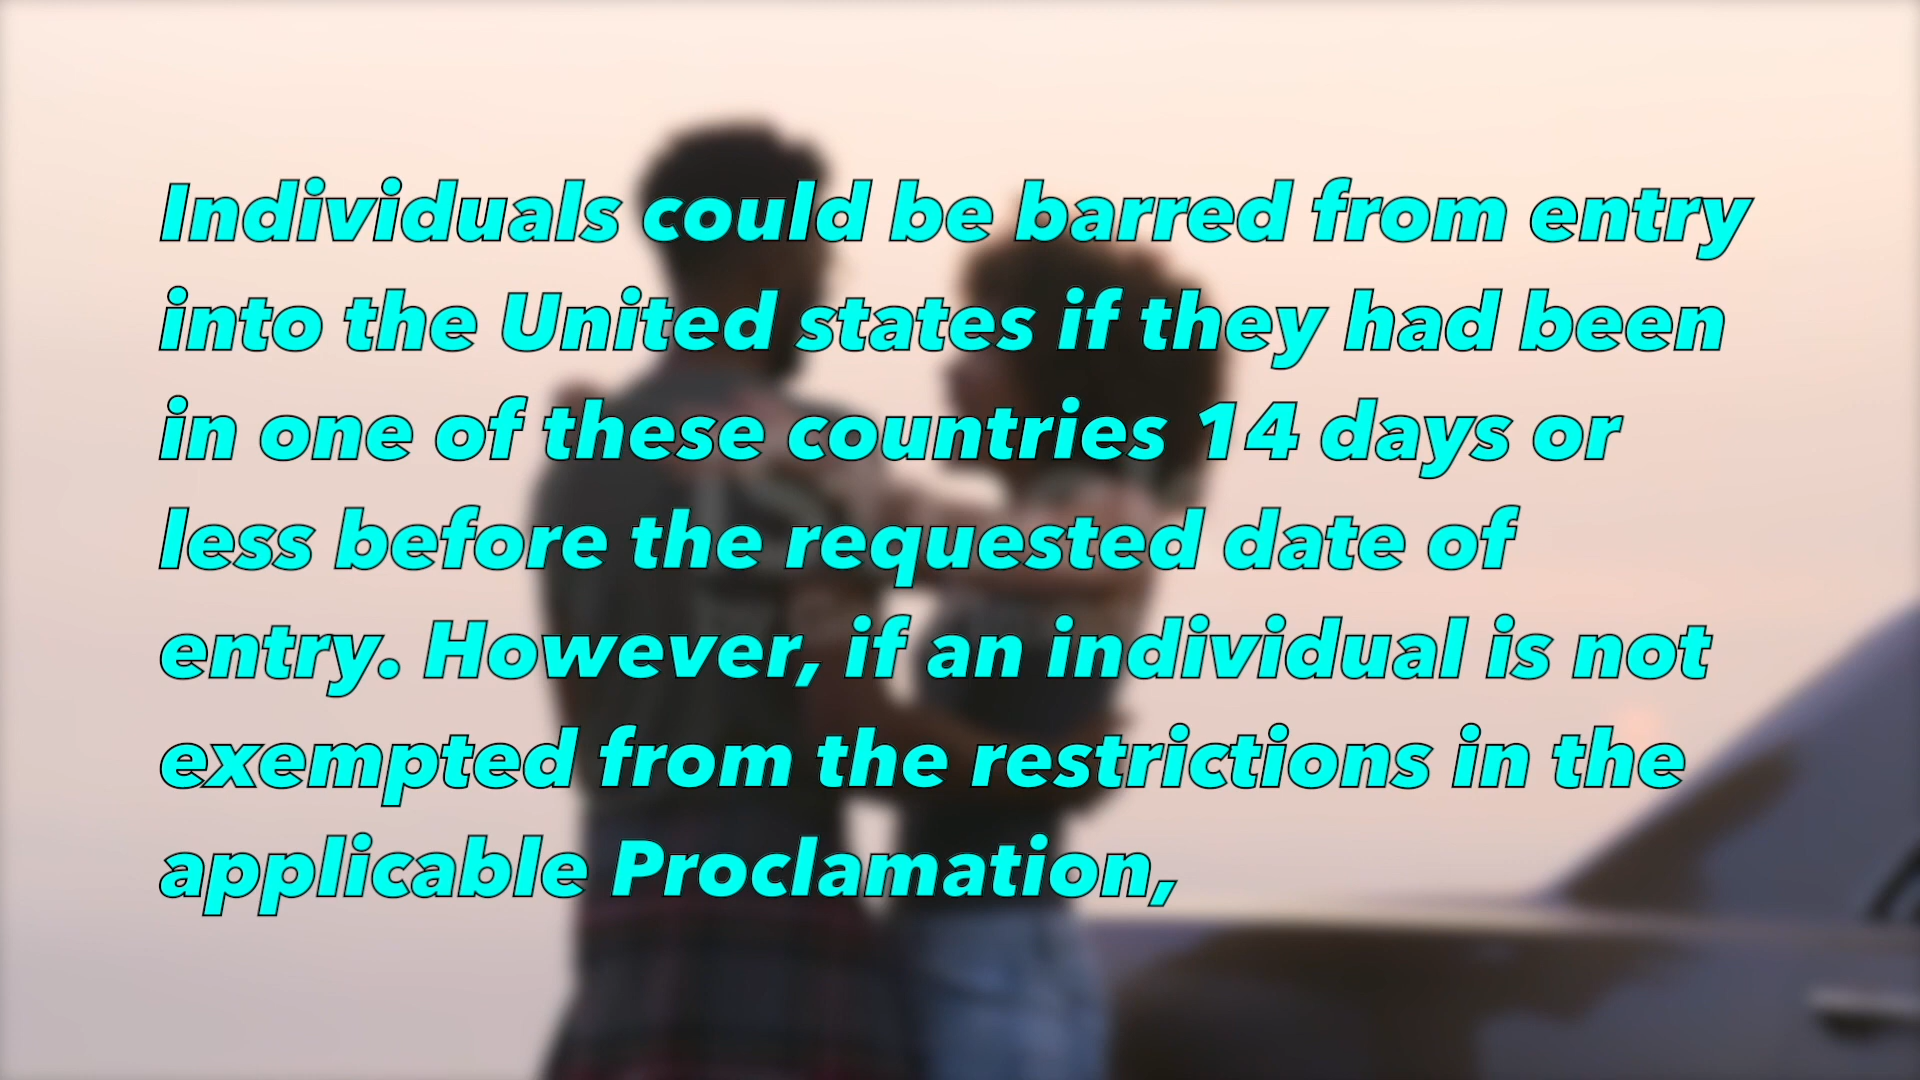 Individuals could be barred from entry
into the United states if they had been
in one of these countries 14 days or
less before the requested date of
entry. However, if an individual is not
exempted from the restrictions in the
applicable Proclamation,